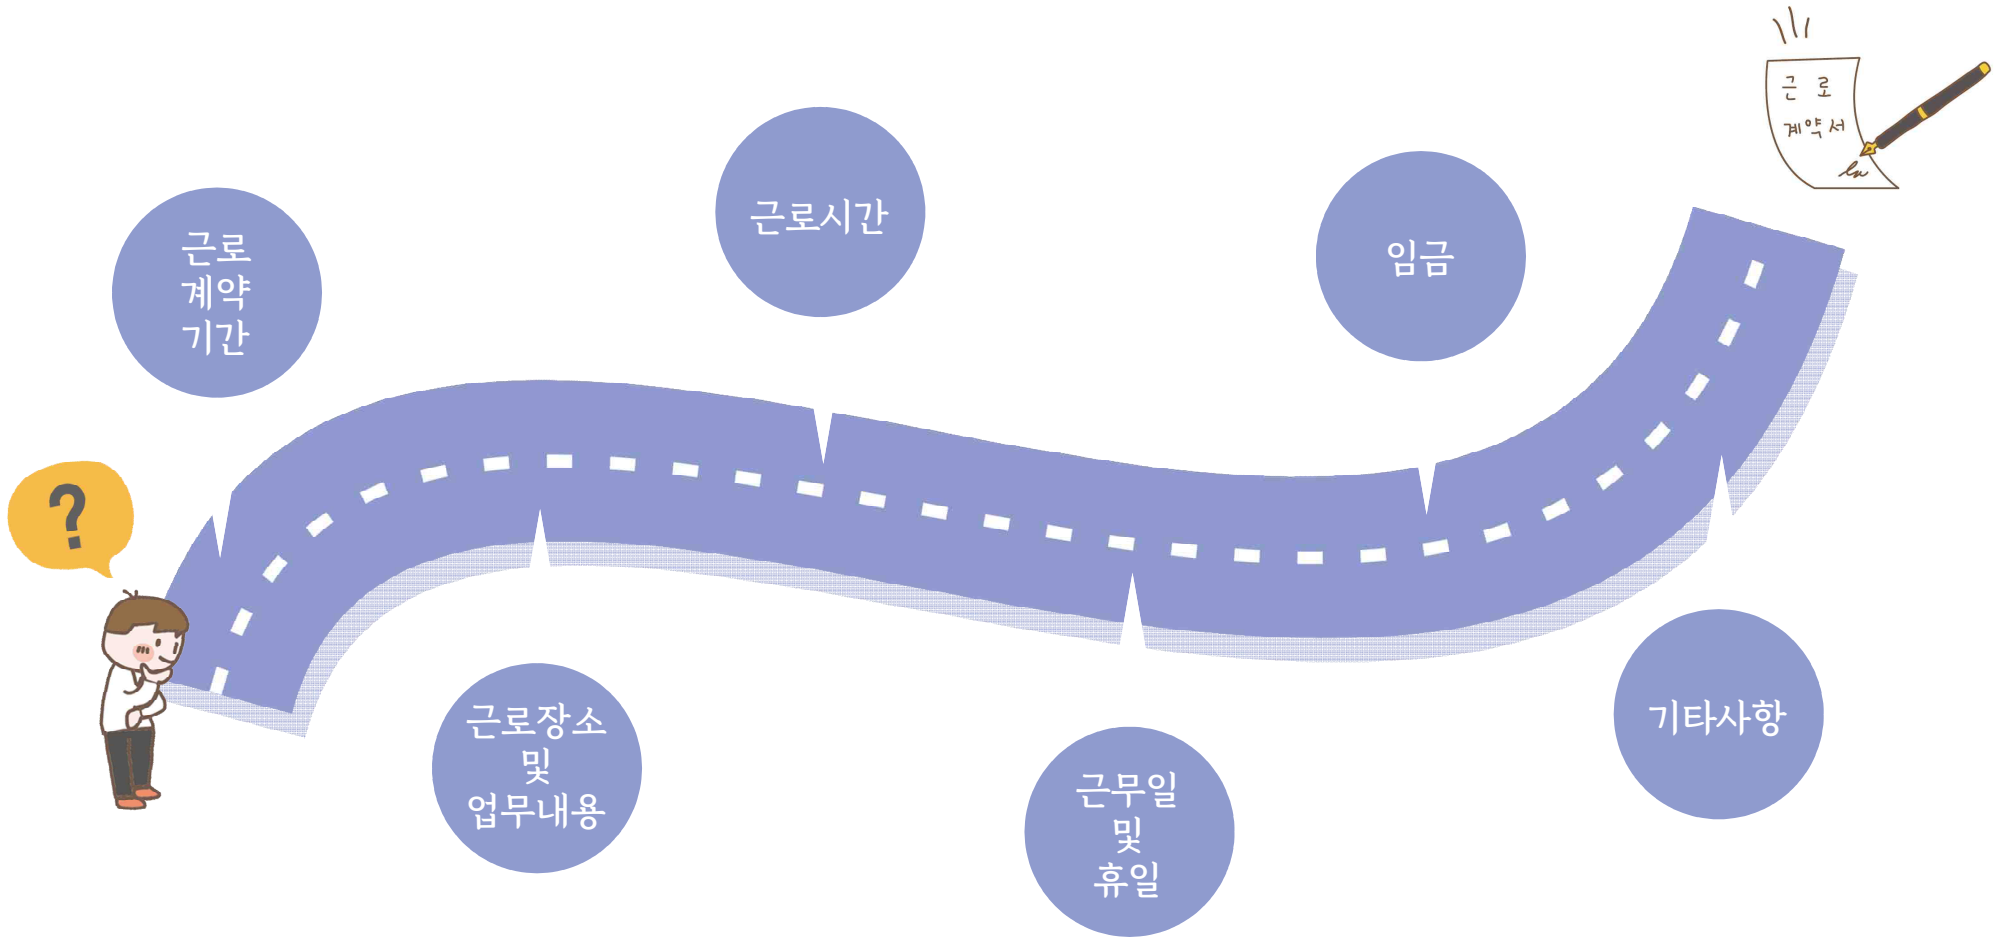 근로
계약
기간
근로장소
및
업무내용
근로시간
근무일
및
휴일
임금
기타사항
근 로
계약서
?